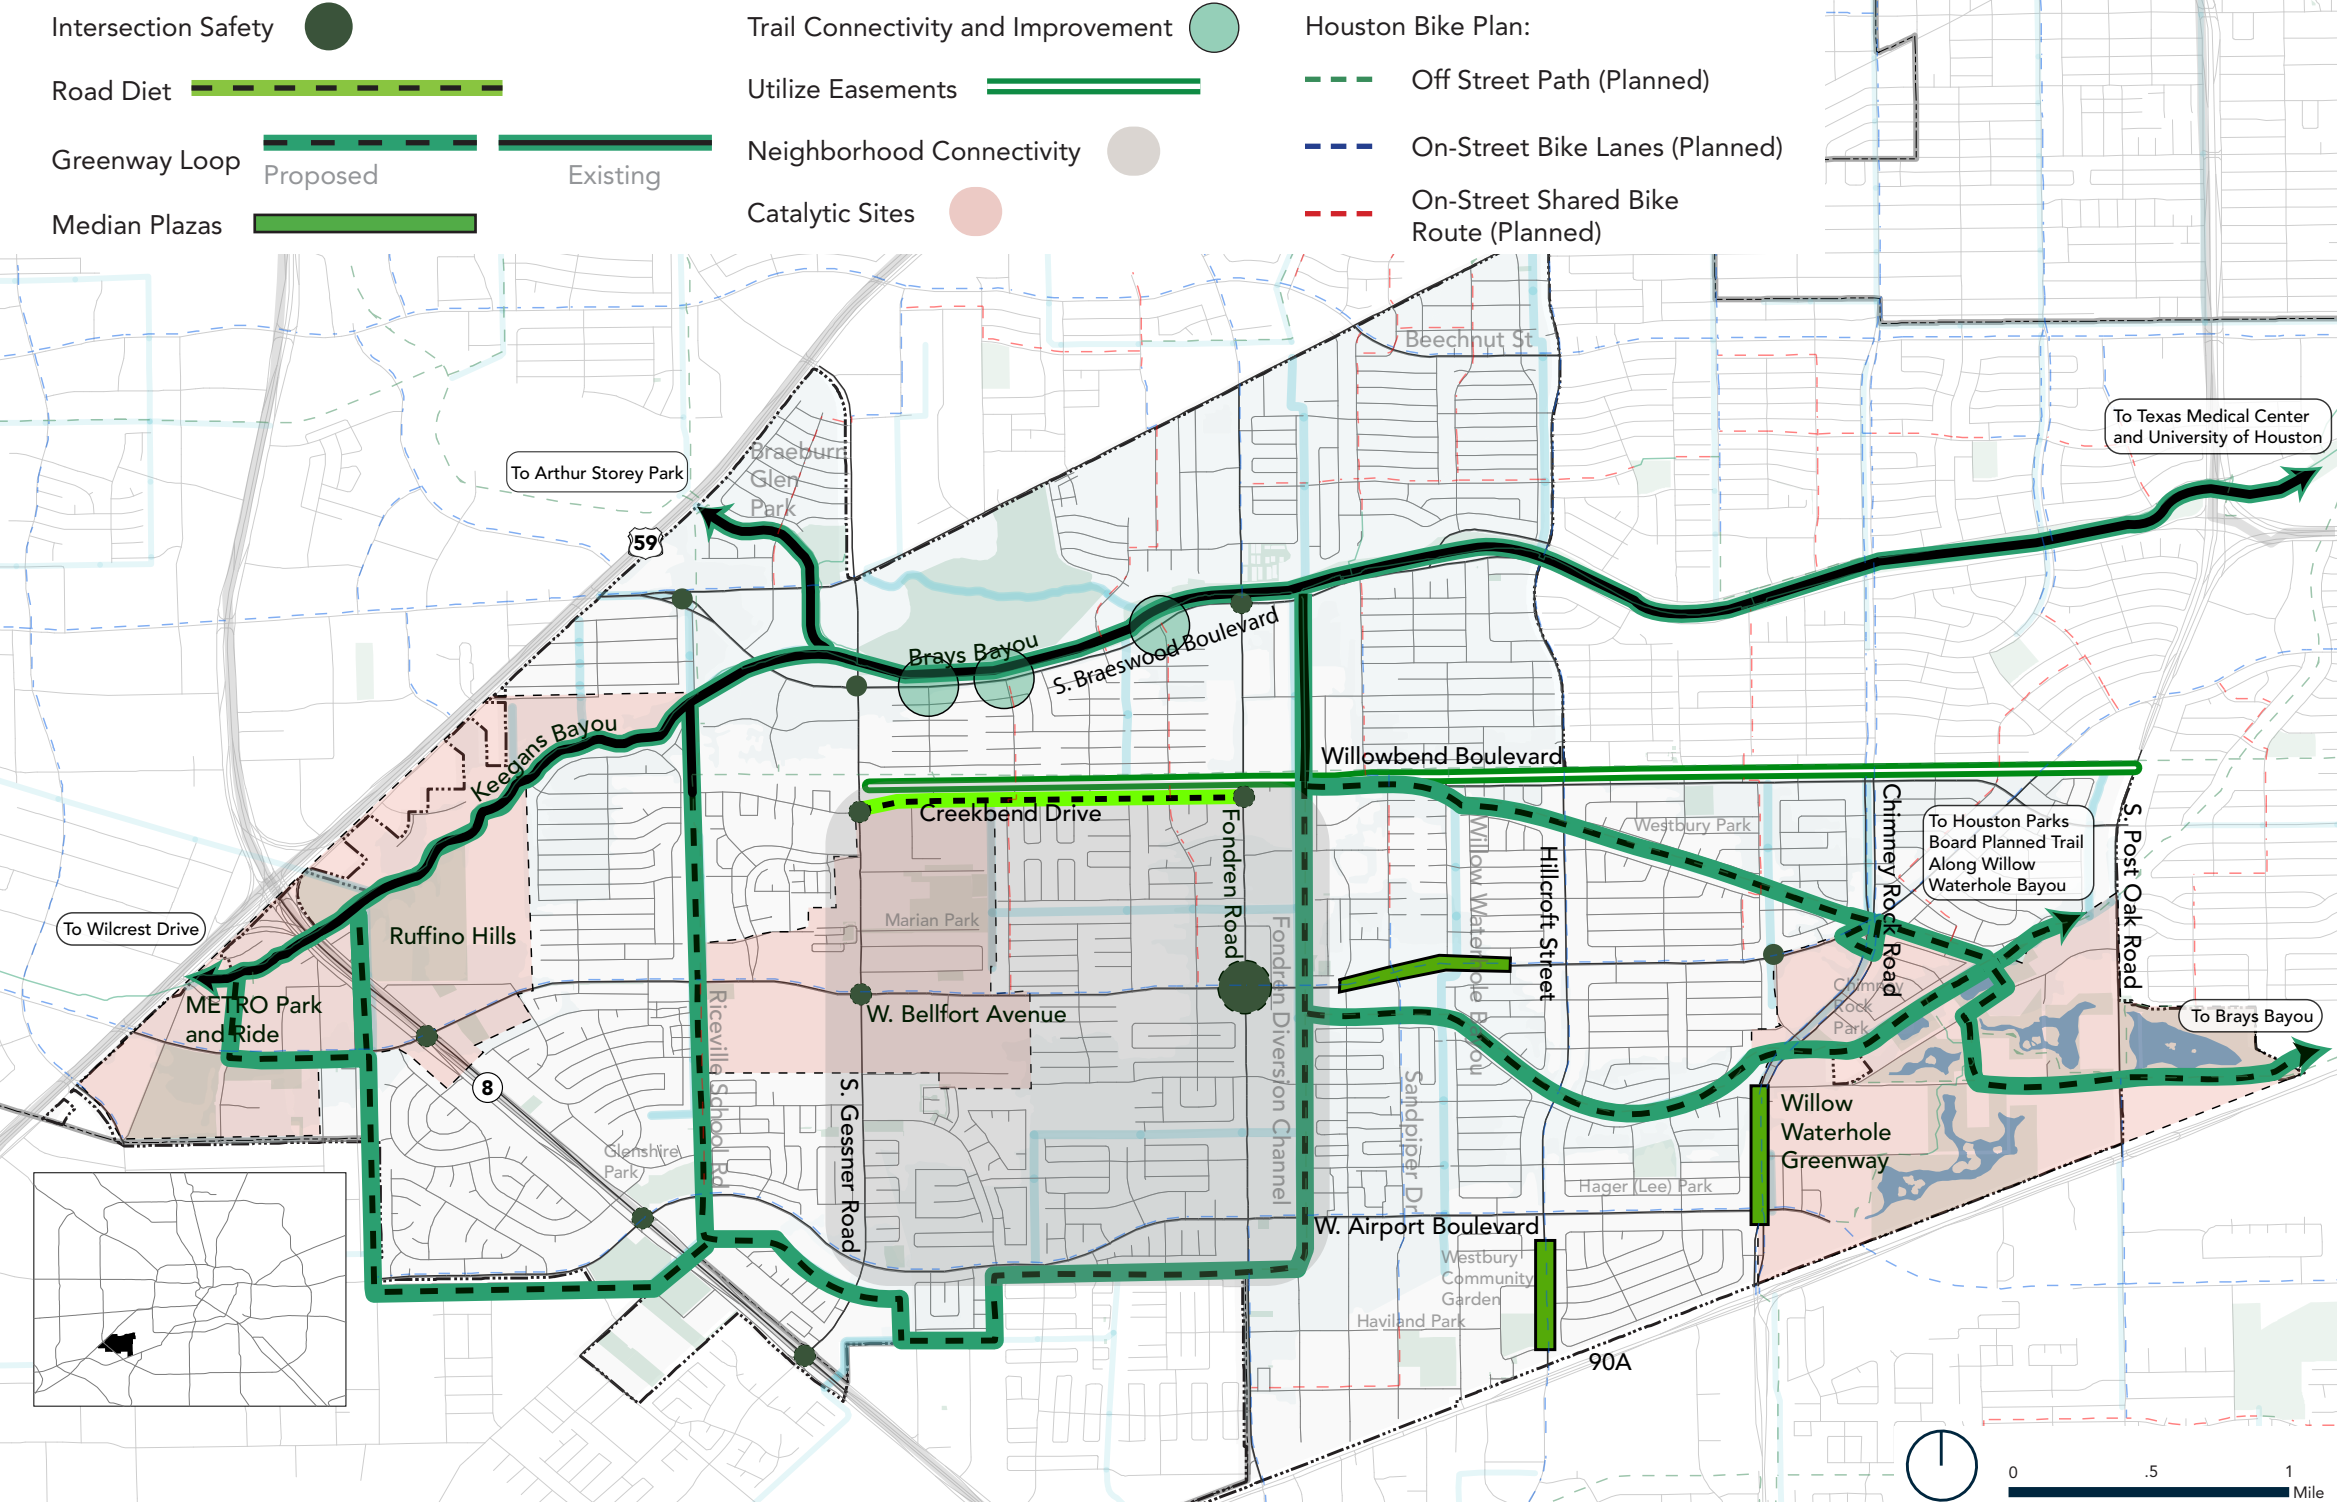 Intersection Safety
Road Diet
Greenway Loop
Proposed
Existing
Median Plazas
Trail Connectivity and Improvement
Utilize Easements
Neighborhood Connectivity
Catalytic Sites
Houston Bike Plan:
Off Street Path (Planned)
On-Street Bike Lanes (Planned)
On-Street Shared Bike
Route (Planned)
Beechnut St
To Texas Medical Center
and University of Houston
Braeburn
Glen
Park
To Arthur Storey Park
59
Brays Bayou
S. Braeswood Boulevard
Keegans Bayou
Willowbend Boulevard
Creekbend Drive
Fondren Road
Westbury Park
Willow Waterhole Bayou
Hillcroft Street
Chimney Rock Road
To Houston Parks
Board Planned Trail
Along Willow
Waterhole Bayou
S. Post Oak Road
To Wilcrest Drive
Ruffino Hills
Marian Park
Fondren Diversion Channel
METRO Park
and Ride
W. Bellfort Avenue
Riceville School Rd
Chimney
Rock
Park
To Brays Bayou
8
S. Gessner Road
Sandpiper Dr
Willow
Waterhole
Greenway
Glenshire
Park
Hager (Lee) Park
W. Airport Boulevard
Westbury
Community
Garden
Haviland Park
90A
0 .5 1
Mile